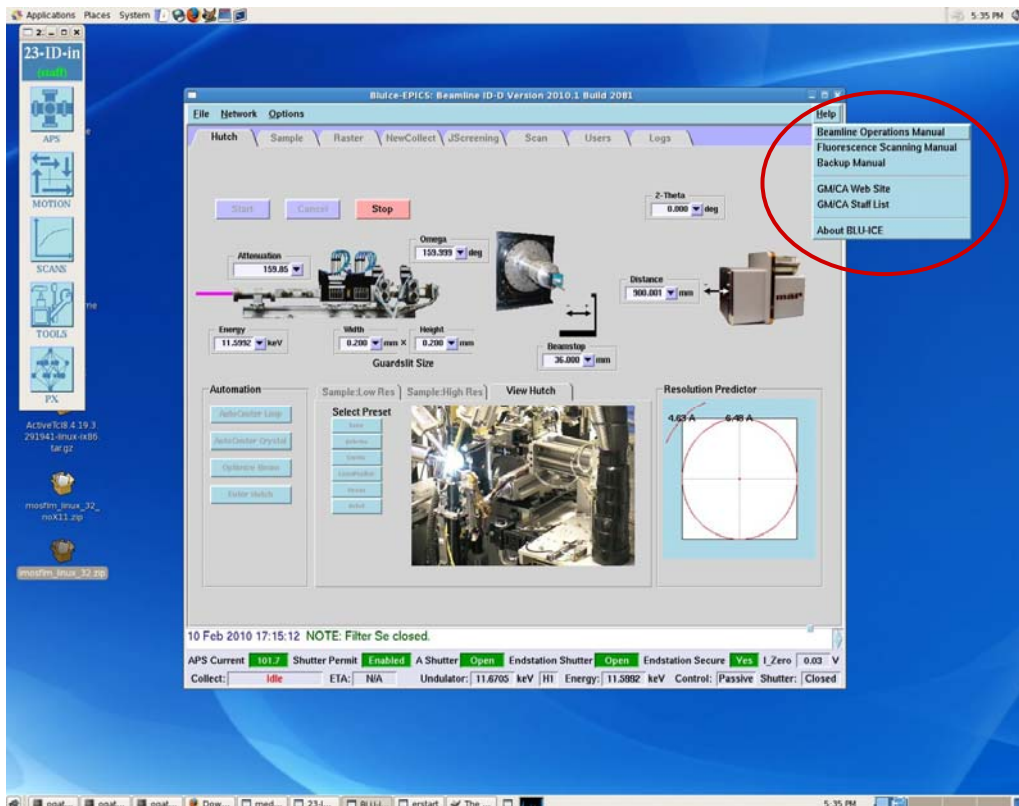 Applications Places System
5:35 PM
2:
23-ID-in
(staff)
APS
MOTION
SCANS
TOOLS
PX
ActiveTcl8.4.19.3
291941-linux-ix86
tar.gz
mosflm_linux_32_
noX11.zip
imosflm_linux_32.zip
BluIce-EPICS: Beamline ID-D Version 2010.1 Build 2081
File Network Options
Help
Hutch Sample Raster NewCollect JScreening Scan Users Logs
Beamline Operations Manual
Fluorescence Scanning Manual
Backup Manual
GM/CA Web Site
GM/CA Staff List
About BLU-ICE
Start Cancel Stop
2-Theta
0.000 deg
Omega
159.999 deg
Attenuation
159.85
Distance
900.001 mm
mar
Energy
11.5992 keV
Width Height
0.200 mm X 0.200 mm
Guardslit Size
Beamstop
36.000 mm
Automation
AutoCenter Loop
AutoCenter Crystal
Optimize Beam
Enter Hutch
Sample:Low Res Sample:High Res View Hutch
Select Preset
Resolution Predictor
4.63 A 6.48 A
10 Feb 2010 17:15:12 NOTE: Filter Se closed.
APS Current 101.7 Shutter Permit Enabled A Shutter Open Endstation Shutter Open Endstation Secure Yes I_Zero 0.03 V
Collect: Idle ETA: N/A Undulator: 11.6705 keV H1 Energy: 11.5992 keV Control: Passive Shutter: Closed
Dow... med... 23-I... BLU-I... erstart The ...
5:35 PM